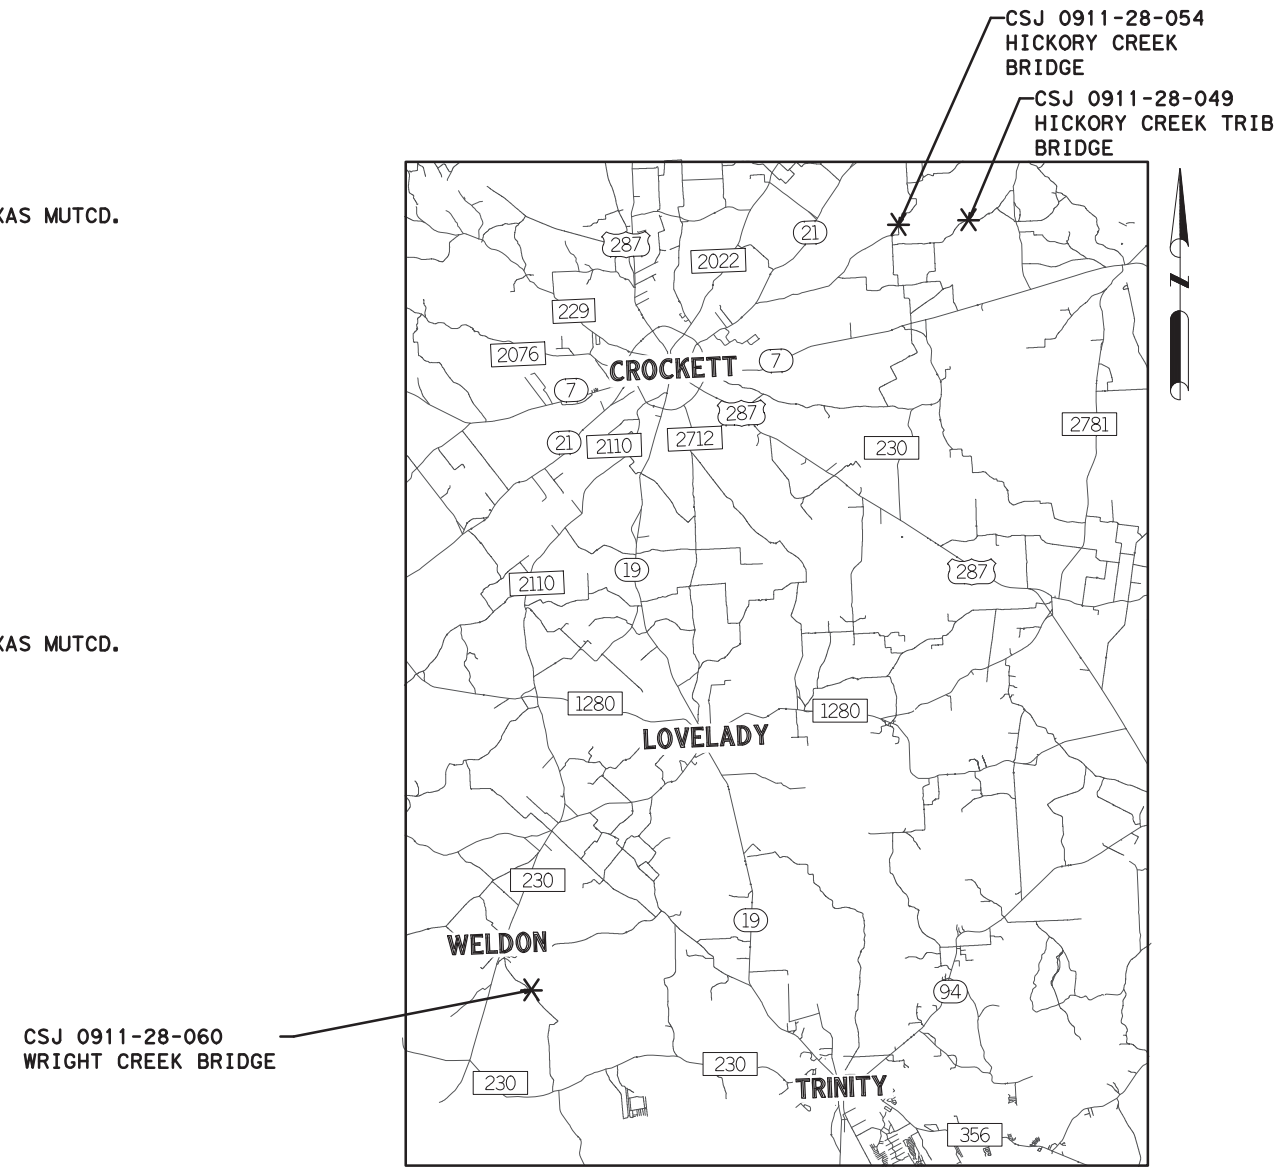 CSJ 0911-28-054
HICKORY CREEK
BRIDGE
CSJ 0911-28-049
HICKORY CREEK TRIB
BRIDGE
XAS MUTCD.
21
287
2022
229
2076
CROCKETT
7
7
287
2781
21
2110
2712
230
19
287
2110
XAS MUTCD.
1280
1280
LOVELADY
230
19
WELDON
94
CSJ 0911-28-060
WRIGHT CREEK BRIDGE
230
230
TRINITY
356